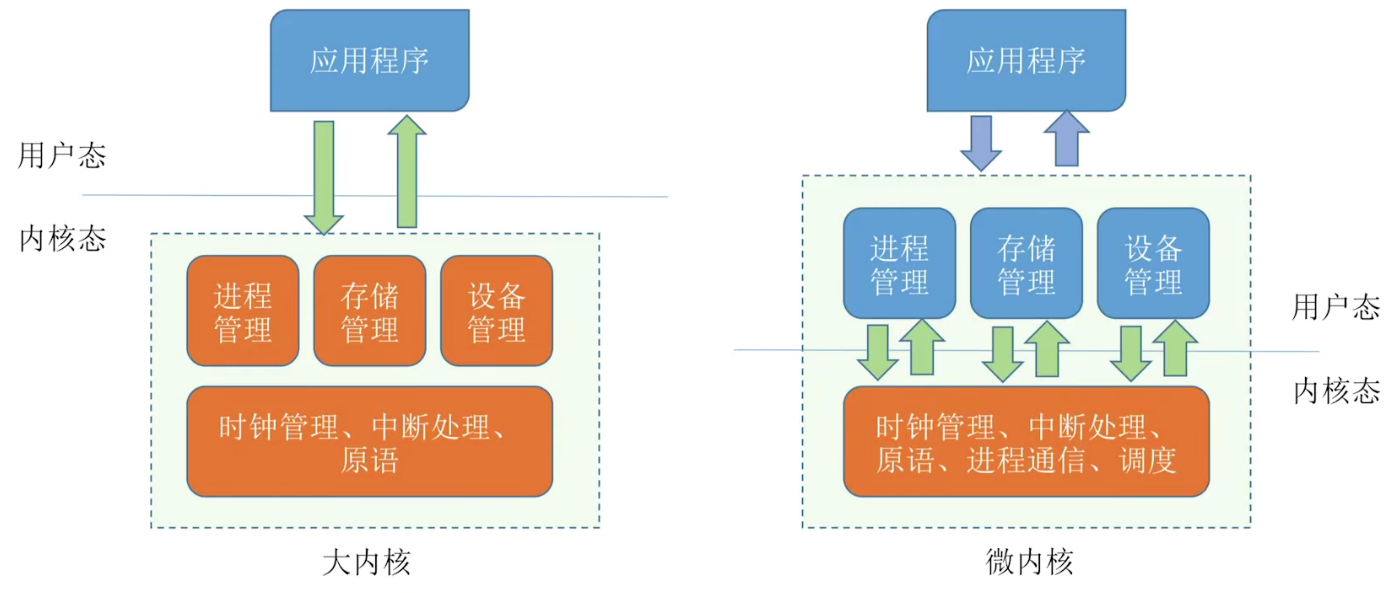 应用程序
用户态
内核态
进程
管理
存储
管理
设备
管理
时钟管理、中断处理、
原语
大内核
应用程序
进程
管理
存储
管理
设备
管理
用户态
内核态
时钟管理、中断处理、
原语、进程通信、调度
微内核